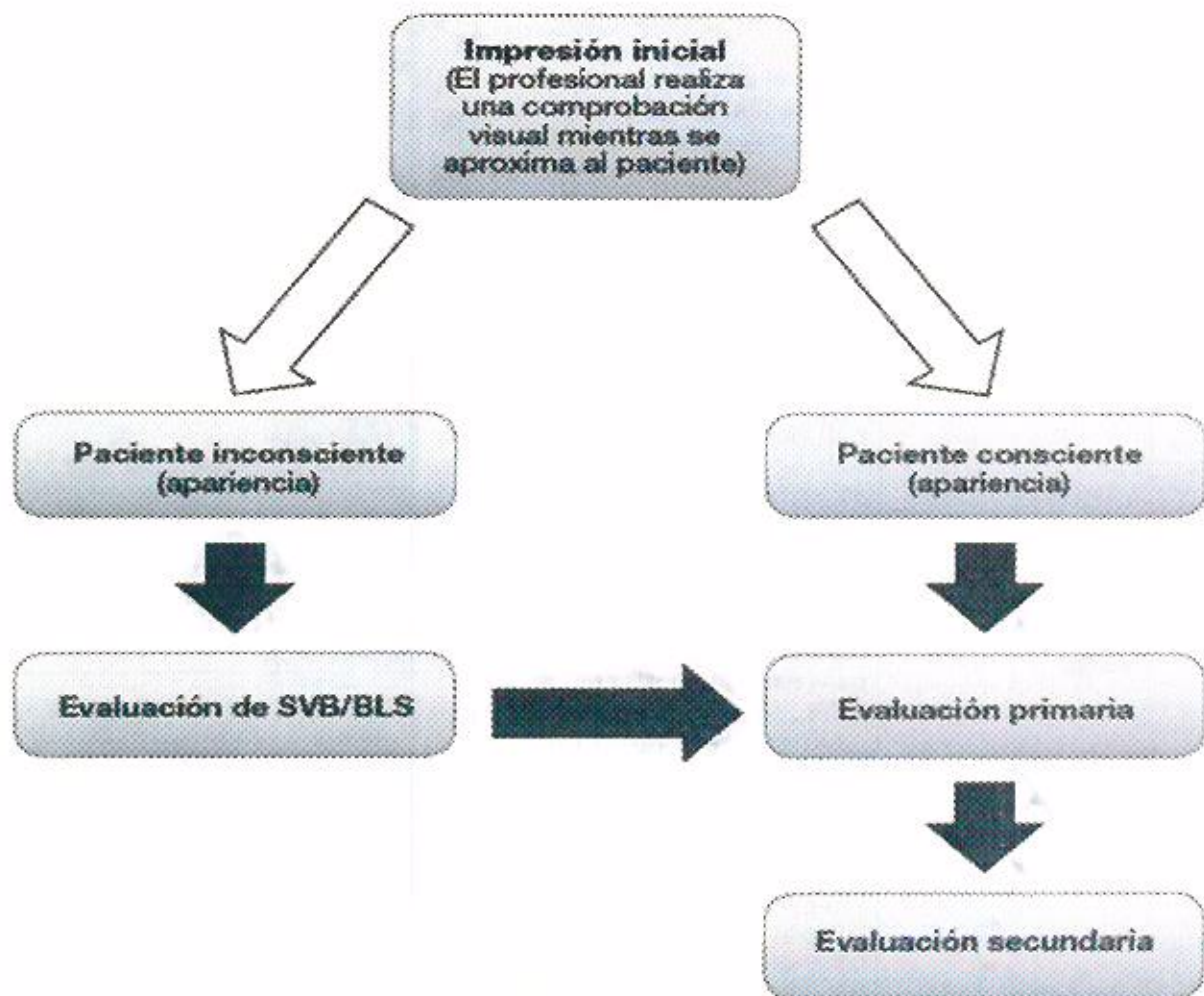 Impresión inicial
(El profesional realiza
una comprobación
visual mientras se
aproxima al paciente)
Paciente inconsciente
(apariencia)
Paciente consciente
(apariencia)
Evaluación de SVB/BLS
Evaluación primaria
Evaluación secundaria